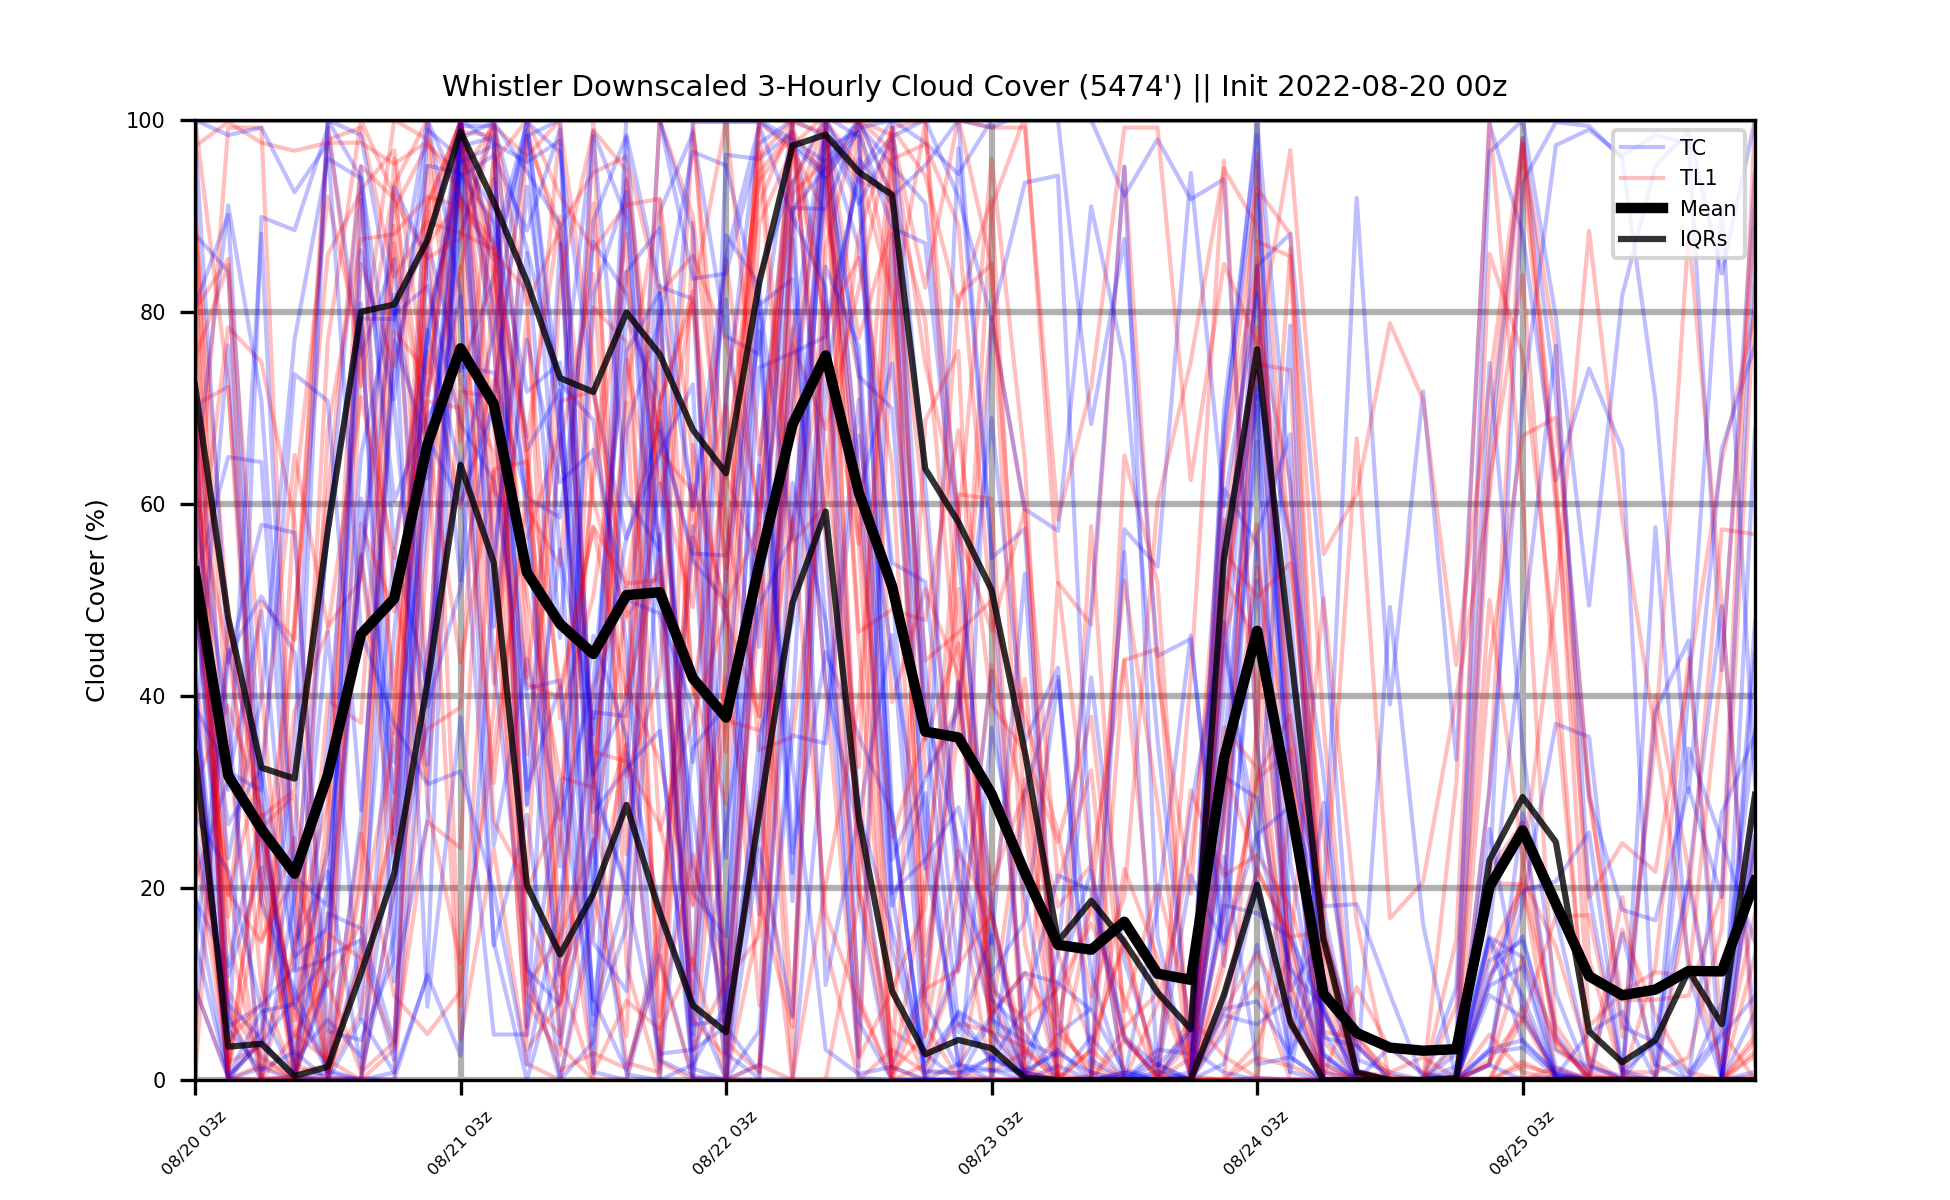 Whistler Downscaled 3-Hourly Cloud Cover (5474') || Init 2022-08-20 00z
Cloud Cover (%)
100
80
60
40
20
0
TC
TL1
Mean
IQRs
08/20 03z
08/21 03z
08/22 03z
08/23 03z
08/24 03z
08/25 03z